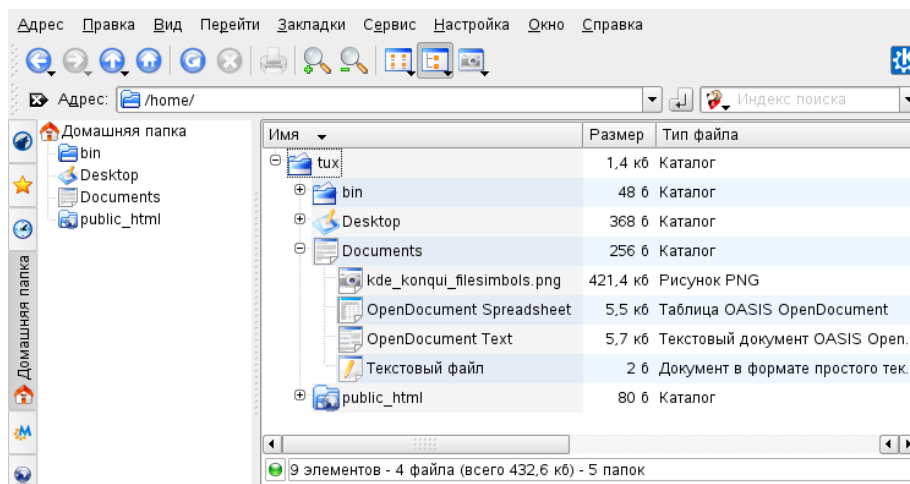 Адрес Правка Вид Перейти Закладки Сервис Настройка Окно Справка
Адрес: /home/ Индекс поиска
Домашняя папка
bin
Desktop
Documents
public_html
Домашняя папка
Имя Размер Тип файла
tux 1,4 кб Каталог
bin 48 б Каталог
Desktop 368 б Каталог
Documents 256 б Каталог
kde_konqui_filesimbols.png 421,4 кб Рисунок PNG
OpenDocument Spreadsheet 5,5 кб Таблица OASIS OpenDocument
OpenDocument Text 5,7 кб Текстовый документ OASIS Open.
Текстовый файл 2 б Документ в формате простого тек.
public_html 80 б Каталог
9 элементов - 4 файла (всего 432,6 кб) - 5 папок